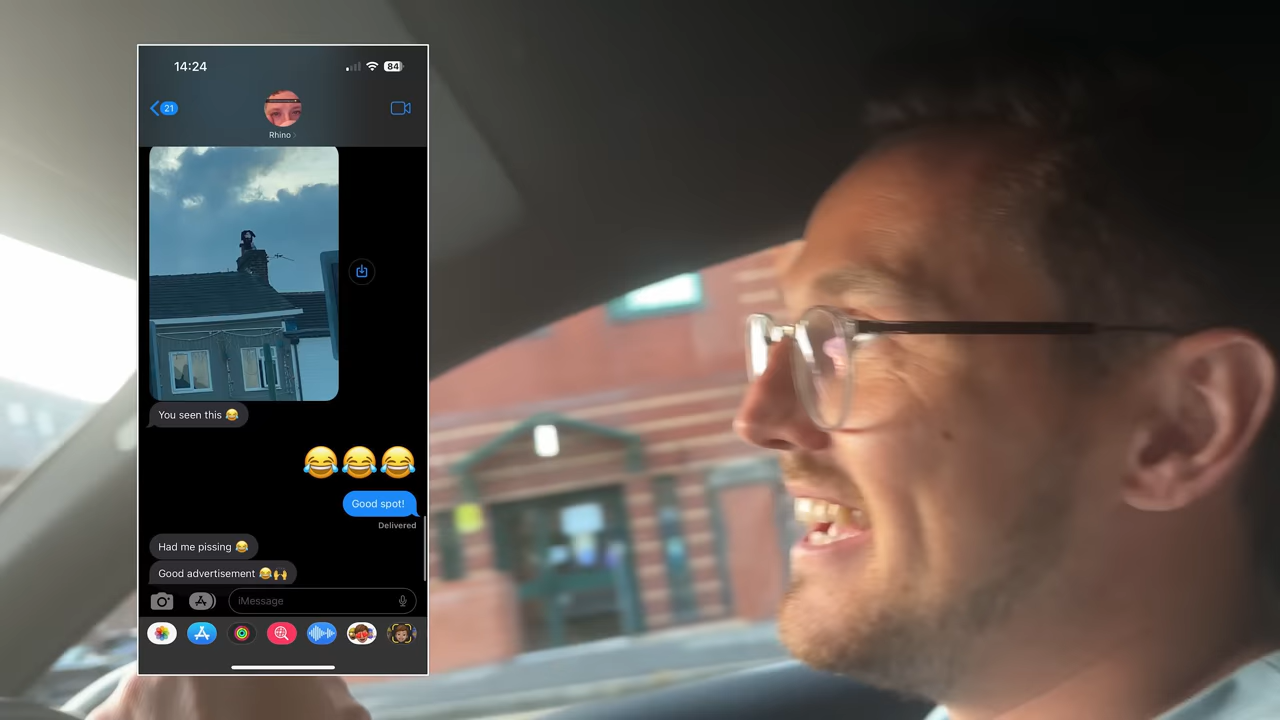 14:24
84
21
Rhino
You seen this 😂
😂😂😂
Good spot!
Delivered
Had me pissing 😂
Good advertisement 😂🙌
iMessage